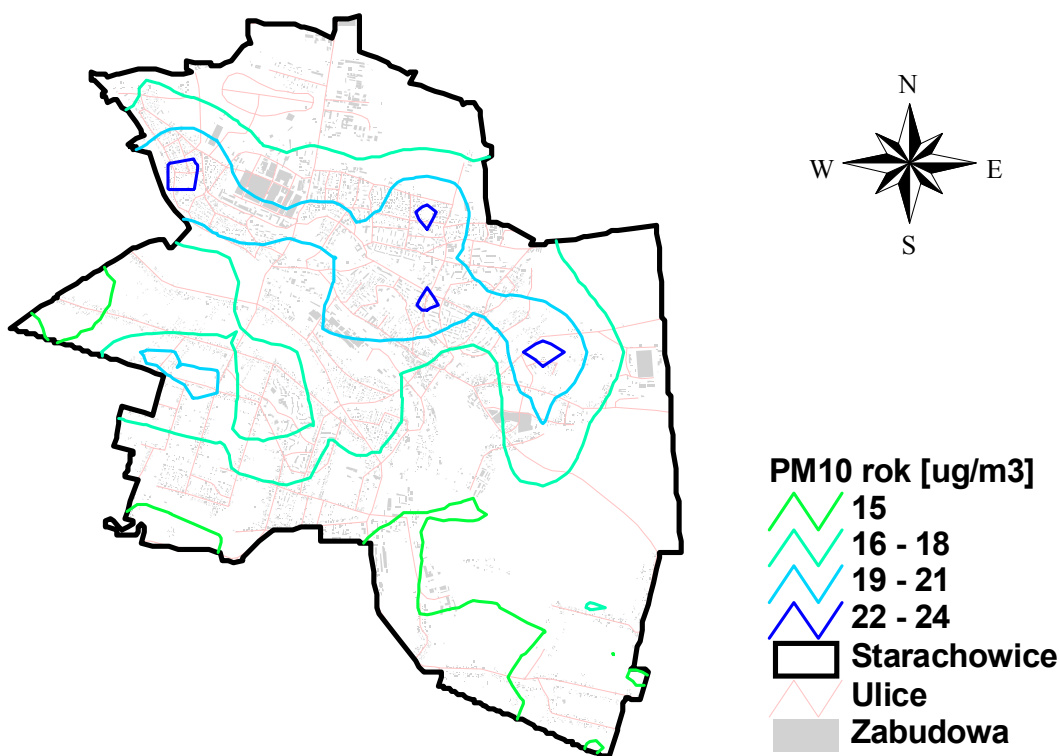 N
W
E
S
PM10 rok [ug/m3]
15
16 - 18
19 - 21
22 - 24
Starachowice
Ulice
Zabudowa